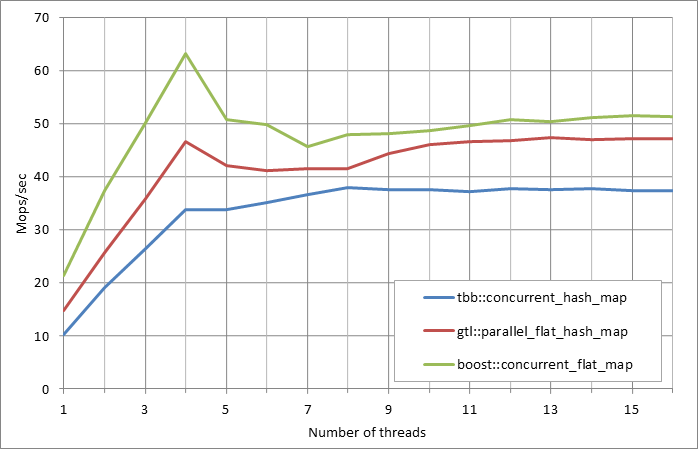 70
60
50
40
30
20
10
0
Mops/sec
tbb::concurrent_hash_map
gtl::parallel_flat_hash_map
boost::concurrent_flat_map
1 3 5 7 9 11 13 15
Number of threads